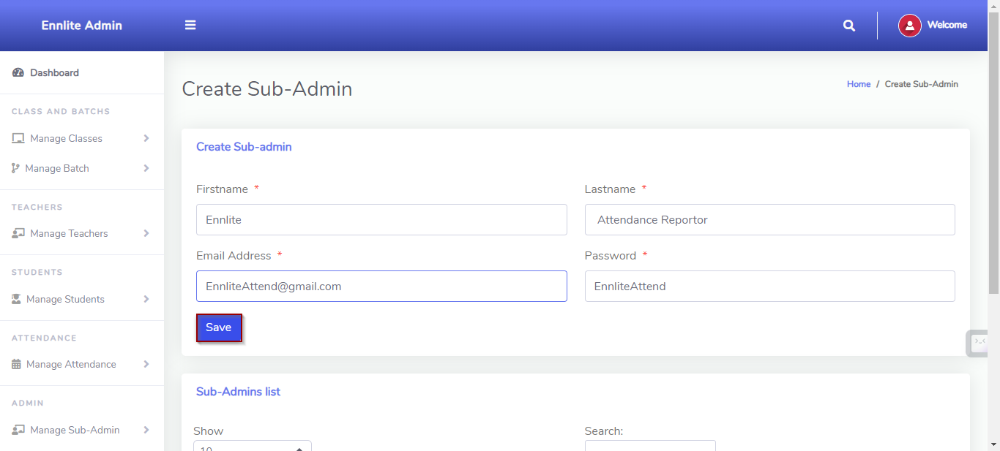 Ennlite Admin
Welcome
Dashboard
CLASS AND BATCHS
Manage Classes
Manage Batch
TEACHERS
Manage Teachers
STUDENTS
Manage Students
ATTENDANCE
Manage Attendance
ADMIN
Manage Sub-Admin
Create Sub-Admin
Home / Create Sub-Admin
Create Sub-admin
Firstname *
Lastname *
Ennlite
Attendance Reportor
Email Address *
Password *
EnnliteAttend@gmail.com
EnnliteAttend
Save
Sub-Admins list
Show
Search:
10